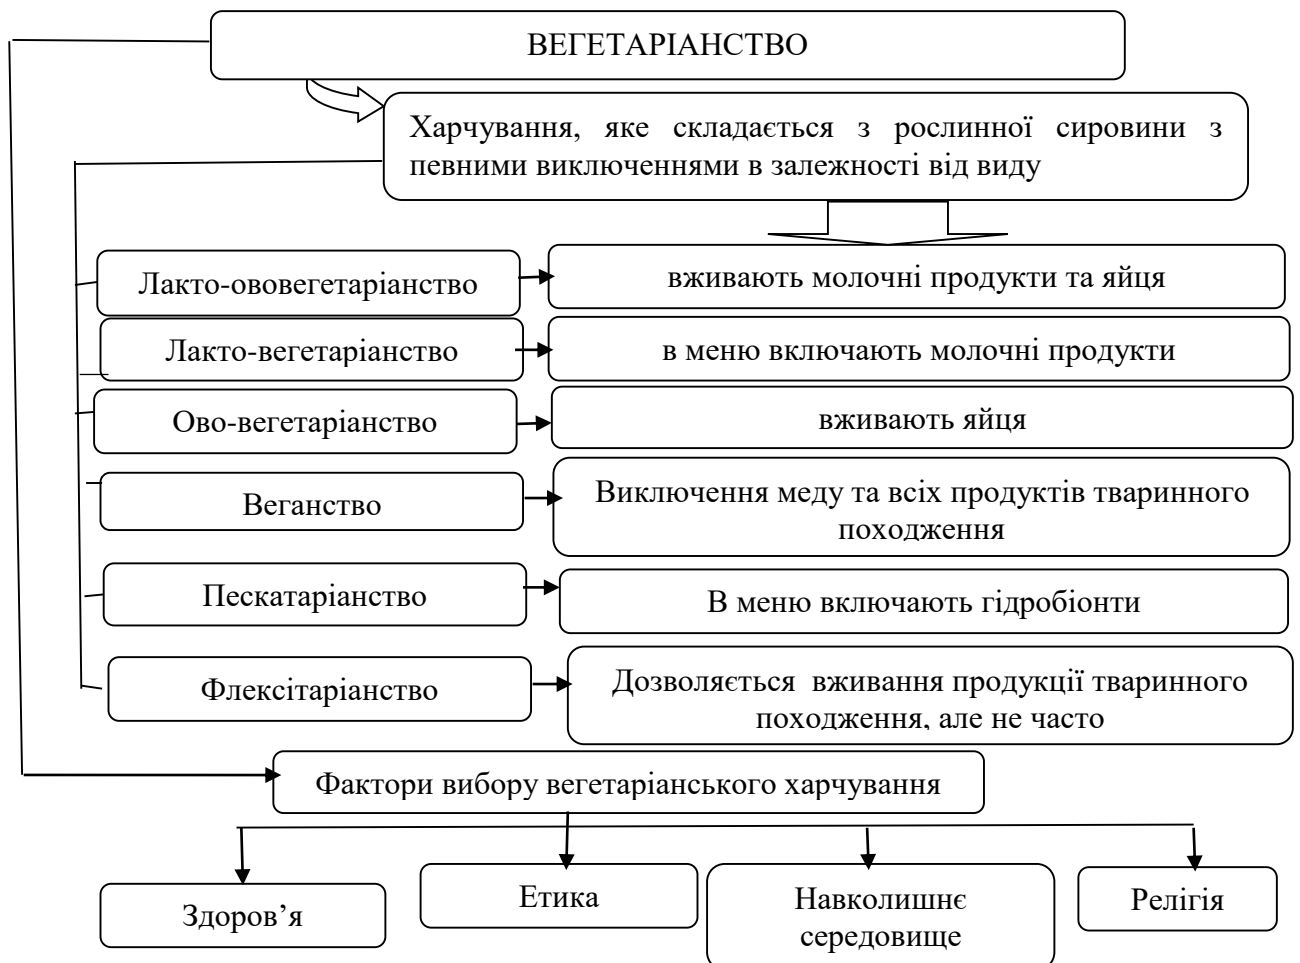 ВЕГЕТАРІАНСТВО
Харчування, яке складається з рослинної сировини з
певними виключеннями в залежності від виду
Лакто-ововегетаріанство
вживають молочні продукти та яйця
Лакто-вегетаріанство
в меню включають молочні продукти
Ово-вегетаріанство
вживають яйця
Веганство
Виключення меду та всіх продуктів тваринного
походження
Пескатаріанство
В меню включають гідробіонти
Флексітаріанство
Дозволяється вживання продукції тваринного
походження, але не часто
Фактори вибору вегетаріанського харчування
Здоров’я
Етика
Навколишнє
середовище
Релігія